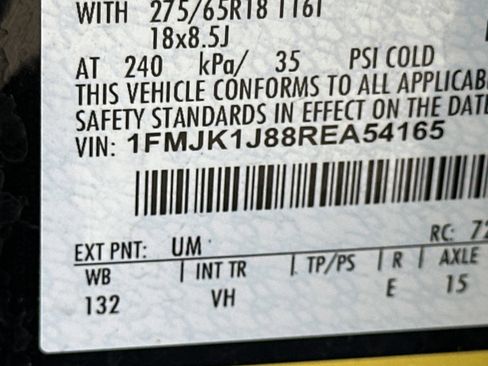 WITH 275/65R18 116T
18x8.5J
AT 240 kPa/ 35 PSI COLD
THIS VEHICLE CONFORMS TO ALL APPLICAB
SAFETY STANDARDS IN EFFECT ON THE DATE
VIN: 1FMJK1J88REA54165
EXT PNT: UM RC: 72
WB | INT TR | TP/PS | R | AXLE
132 VH E 15